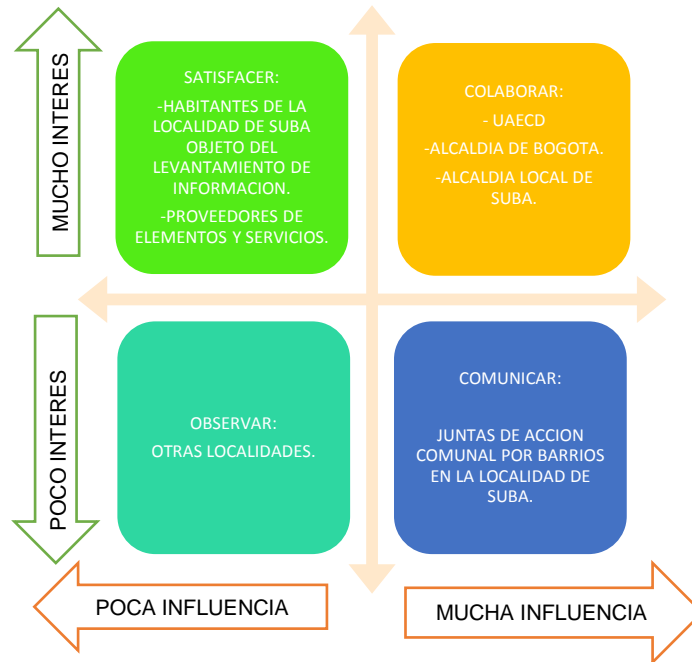 MUCHO INTERES
SATISFACER:
-HABITANTES DE LA
LOCALIDAD DE SUBA
OBJETO DEL
LEVANTAMIENTO DE
INFORMACION.
-PROVEEDORES DE
ELEMENTOS Y SERVICIOS.
COLABORAR:
- UAECD
-ALCALDIA DE BOGOTA.
-ALCALDIA LOCAL DE
SUBA.
POCO INTERES
OBSERVAR:
OTRAS LOCALIDADES.
COMUNICAR:
JUNTAS DE ACCION
COMUNAL POR BARRIOS
EN LA LOCALIDAD DE
SUBA.
POCA INFLUENCIA
MUCHA INFLUENCIA